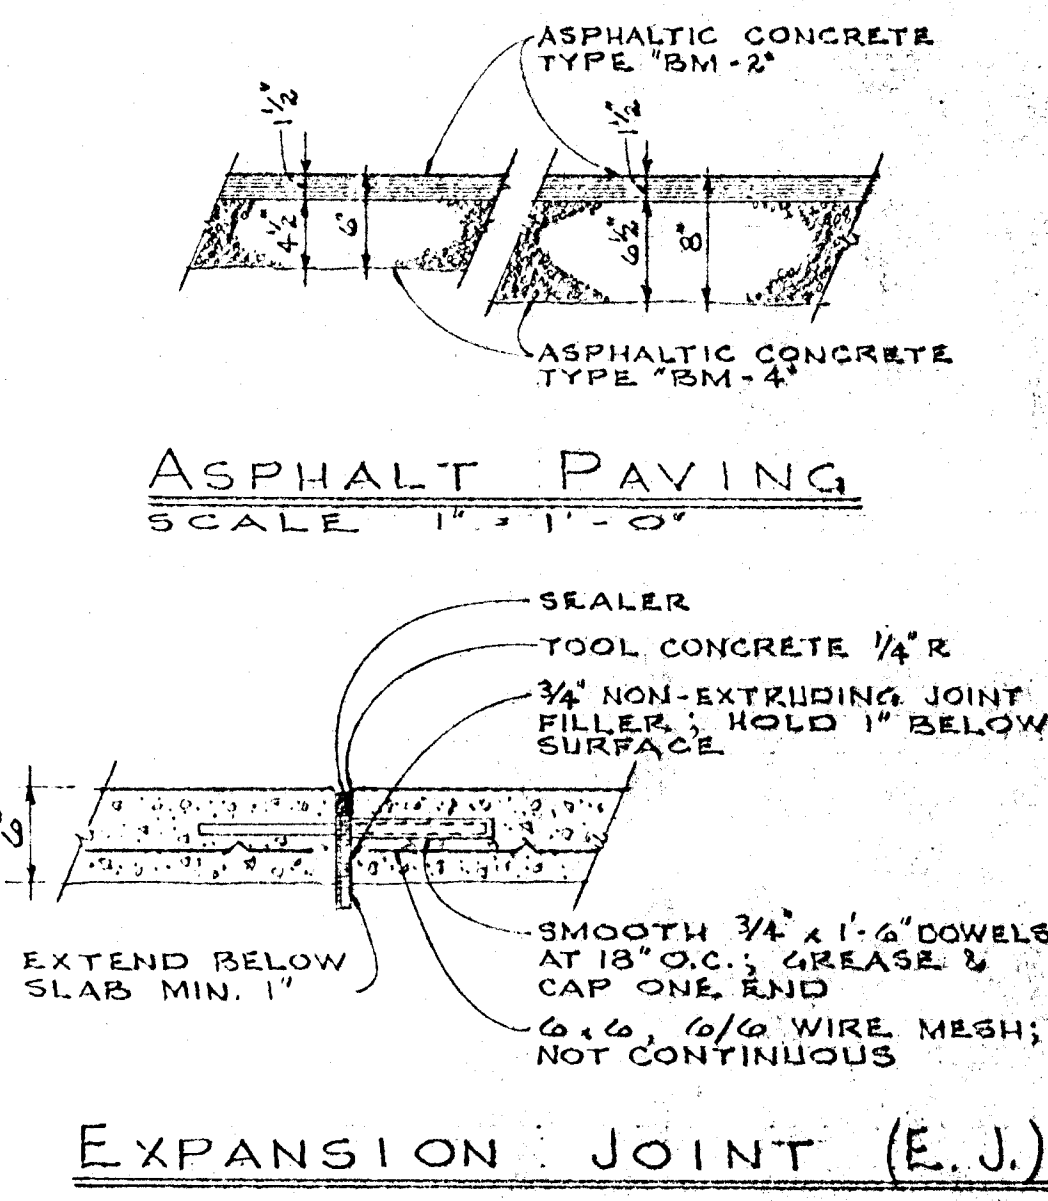 ASPHALTIC CONCRETE
TYPE "BM-2"
1½"
1½"
4½"
6"
6½"
8"
ASPHALTIC CONCRETE
TYPE "BM-4"
ASPHALT PAVING
SCALE 1" = 1'-0"
SEALER
TOOL CONCRETE ¼" R
¾" NON-EXTRUDING JOINT
FILLER; HOLD 1" BELOW
SURFACE
6"
EXTEND BELOW
SLAB MIN. 1"
SMOOTH ¾" x 1'-6" DOWELS
AT 18" O.C.; GREASE &
CAP ONE END
6x6, 6/6 WIRE MESH;
NOT CONTINUOUS
EXPANSION JOINT (E.J.)